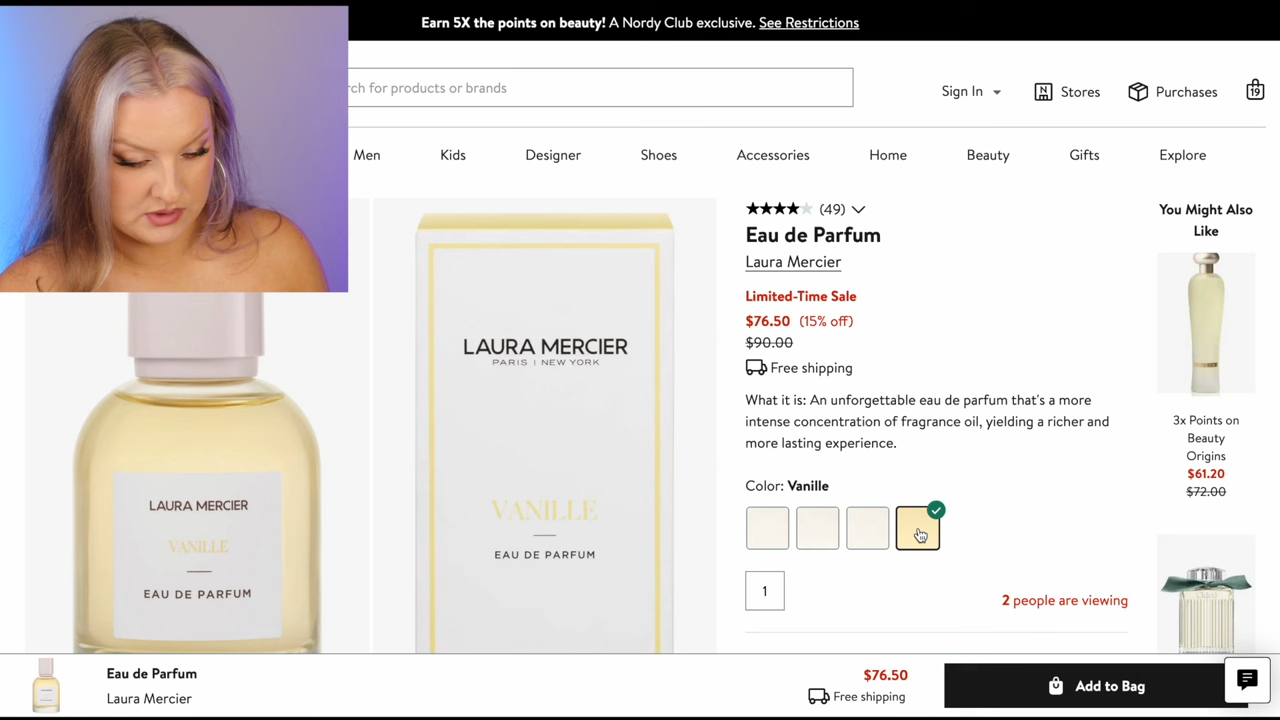 Earn 5X the points on beauty! A Nordy Club exclusive. See Restrictions
rch for products or brands
Sign In
N
Stores
Purchases
19
Men
Kids
Designer
Shoes
Accessories
Home
Beauty
Gifts
Explore
LAURA MERCIER
VANILLE
EAU DE PARFUM
LAURA MERCIER
PARIS | NEW YORK
VANILLE
EAU DE PARFUM
(49)
Eau de Parfum
Laura Mercier
Limited-Time Sale
$76.50 (15% off)
$90.00
Free shipping
What it is: An unforgettable eau de parfum that's a more
intense concentration of fragrance oil, yielding a richer and
more lasting experience.
Color: Vanille
1
2 people are viewing
You Might Also
Like
3x Points on
Beauty
Origins
$61.20
$72.00
Chloé
Eau de Parfum
Laura Mercier
$76.50
Free shipping
Add to Bag